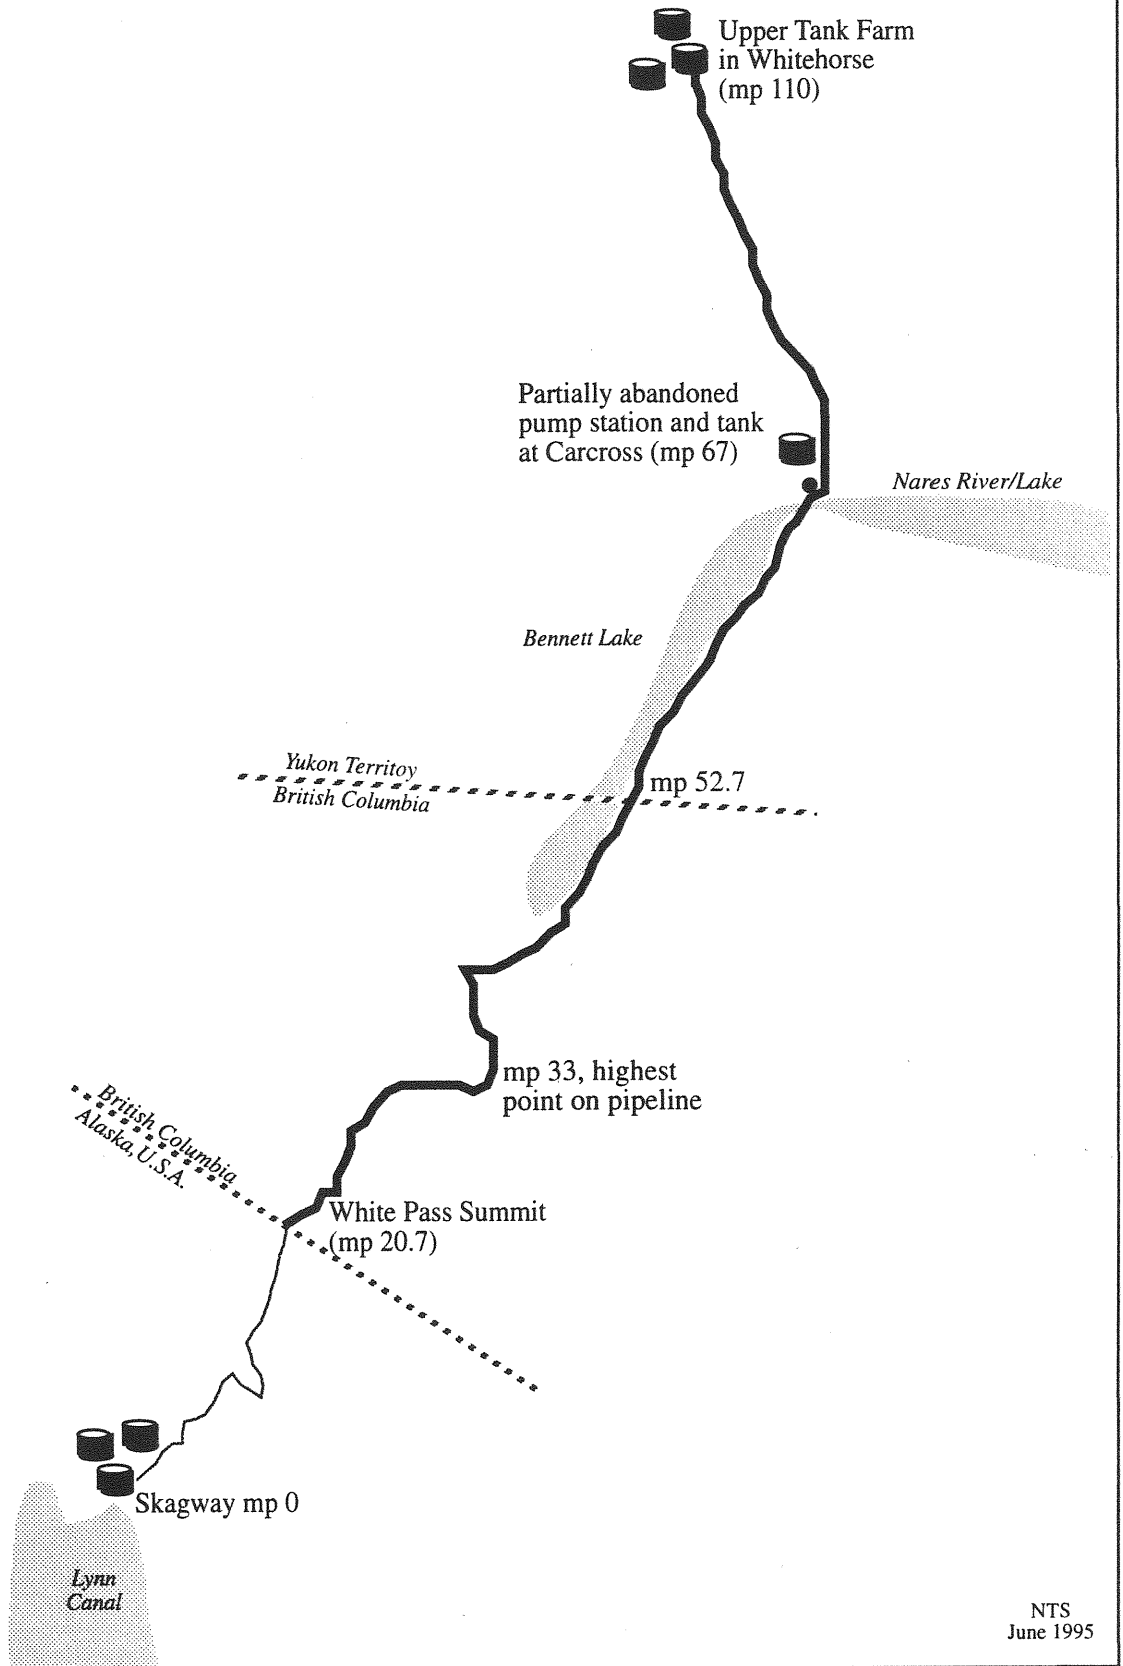 Upper Tank Farm
in Whitehorse
(mp 110)
Partially abandoned
pump station and tank
at Carcross (mp 67)
Nares River/Lake
Bennett Lake
Yukon Territoy
British Columbia
mp 52.7
mp 33, highest
point on pipeline
British Columbia
Alaska, U.S.A.
White Pass Summit
(mp 20.7)
Skagway mp 0
Lynn
Canal
NTS
June 1995